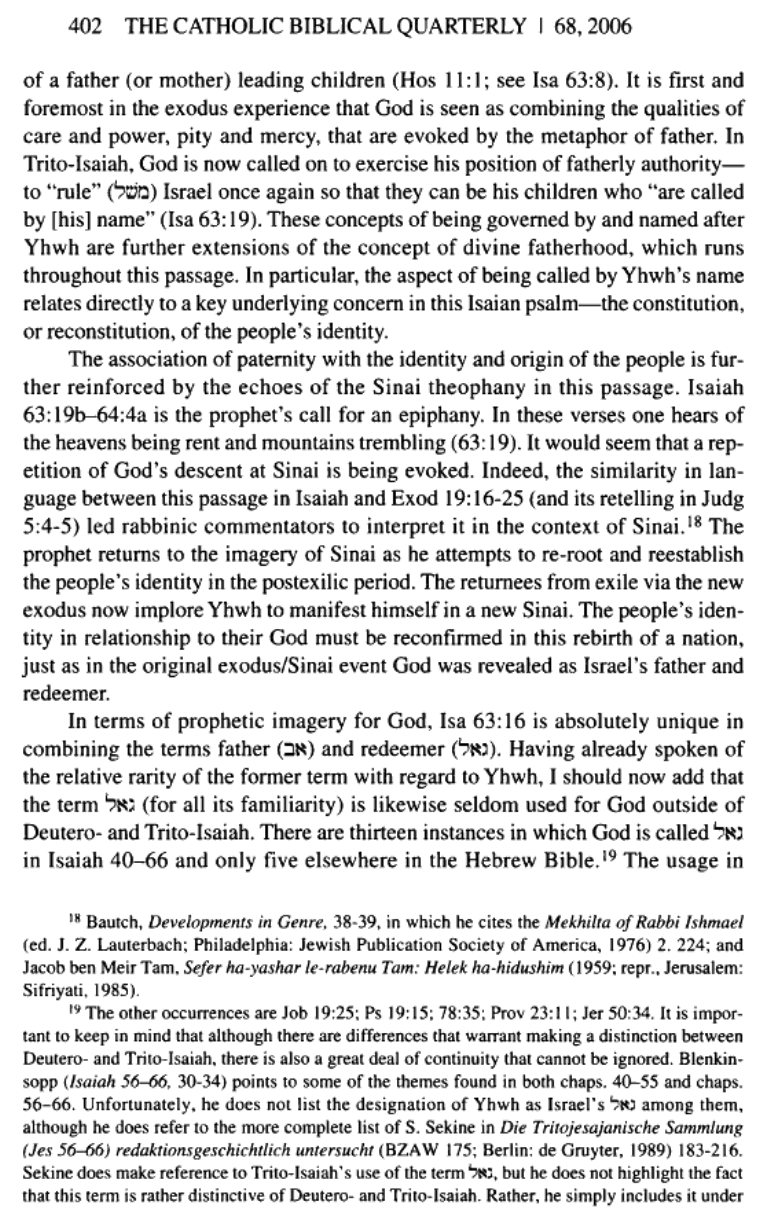 402 THE CATHOLIC BIBLICAL QUARTERLY | 68, 2006
of a father (or mother) leading children (Hos 11:1; see Isa 63:8). It is first and
foremost in the exodus experience that God is seen as combining the qualities of
care and power, pity and mercy, that are evoked by the metaphor of father. In
Trito-Isaiah, God is now called on to exercise his position of fatherly authority—
to “rule” (משׁל) Israel once again so that they can be his children who “are called
by [his] name” (Isa 63:19). These concepts of being governed by and named after
Yhwh are further extensions of the concept of divine fatherhood, which runs
throughout this passage. In particular, the aspect of being called by Yhwh’s name
relates directly to a key underlying concern in this Isaian psalm—the constitution,
or reconstitution, of the people’s identity.
The association of paternity with the identity and origin of the people is fur-
ther reinforced by the echoes of the Sinai theophany in this passage. Isaiah
63:19b–64:4a is the prophet’s call for an epiphany. In these verses one hears of
the heavens being rent and mountains trembling (63:19). It would seem that a rep-
etition of God’s descent at Sinai is being evoked. Indeed, the similarity in lan-
guage between this passage in Isaiah and Exod 19:16-25 (and its retelling in Judg
5:4-5) led rabbinic commentators to interpret it in the context of Sinai.¹⁸ The
prophet returns to the imagery of Sinai as he attempts to re-root and reestablish
the people’s identity in the postexilic period. The returnees from exile via the new
exodus now implore Yhwh to manifest himself in a new Sinai. The people’s iden-
tity in relationship to their God must be reconfirmed in this rebirth of a nation,
just as in the original exodus/Sinai event God was revealed as Israel’s father and
redeemer.
In terms of prophetic imagery for God, Isa 63:16 is absolutely unique in
combining the terms father (אב) and redeemer (גאל). Having already spoken of
the relative rarity of the former term with regard to Yhwh, I should now add that
the term גאל (for all its familiarity) is likewise seldom used for God outside of
Deutero- and Trito-Isaiah. There are thirteen instances in which God is called גאל
in Isaiah 40–66 and only five elsewhere in the Hebrew Bible.¹⁹ The usage in
¹⁸ Bautch, Developments in Genre, 38-39, in which he cites the Mekhilta of Rabbi Ishmael
(ed. J. Z. Lauterbach; Philadelphia: Jewish Publication Society of America, 1976) 2. 224; and
Jacob ben Meir Tam, Sefer ha-yashar le-rabenu Tam: Helek ha-hidushim (1959; repr., Jerusalem:
Sifriyati, 1985).
¹⁹ The other occurrences are Job 19:25; Ps 19:15; 78:35; Prov 23:11; Jer 50:34. It is impor-
tant to keep in mind that although there are differences that warrant making a distinction between
Deutero- and Trito-Isaiah, there is also a great deal of continuity that cannot be ignored. Blenkin-
sopp (Isaiah 56–66, 30-34) points to some of the themes found in both chaps. 40–55 and chaps.
56–66. Unfortunately, he does not list the designation of Yhwh as Israel’s גאל among them,
although he does refer to the more complete list of S. Sekine in Die Tritojesajanische Sammlung
(Jes 56–66) redaktionsgeschichtlich untersucht (BZAW 175; Berlin: de Gruyter, 1989) 183-216.
Sekine does make reference to Trito-Isaiah’s use of the term גאל, but he does not highlight the fact
that this term is rather distinctive of Deutero- and Trito-Isaiah. Rather, he simply includes it under